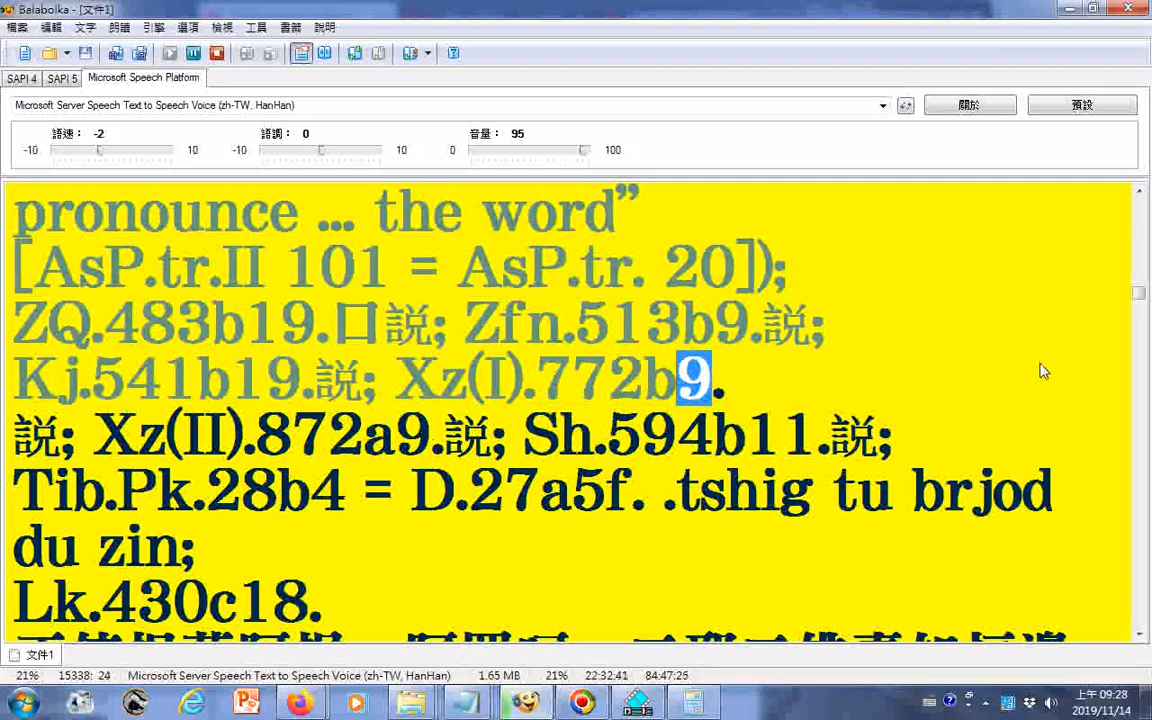 Balabolka - [文件1]
檔案 編輯 文字 朗讀 引擎 選項 檢視 工具 書籤 說明
SAPI 4 SAPI 5 Microsoft Speech Platform
Microsoft Server Speech Text to Speech Voice (zh-TW, HanHan) 關於 預設
語速： -2 語調： 0 音量： 95
-10 10 -10 10 0 100
pronounce ... the word”
[AsP.tr.II 101 = AsP.tr. 20]);
ZQ.483b19.口説; Zfn.513b9.説;
Kj.541b19.説; Xz(I).772b9.
説; Xz(II).872a9.説; Sh.594b11.説;
Tib.Pk.28b4 = D.27a5f. .tshig tu brjod
du zin;
Lk.430c18.
文件1
21% 15338: 24 Microsoft Server Speech Text to Speech Voice (zh-TW, HanHan) 1.65 MB 21% 22:32:41 84:47:25
上午 09:28
2019/11/14